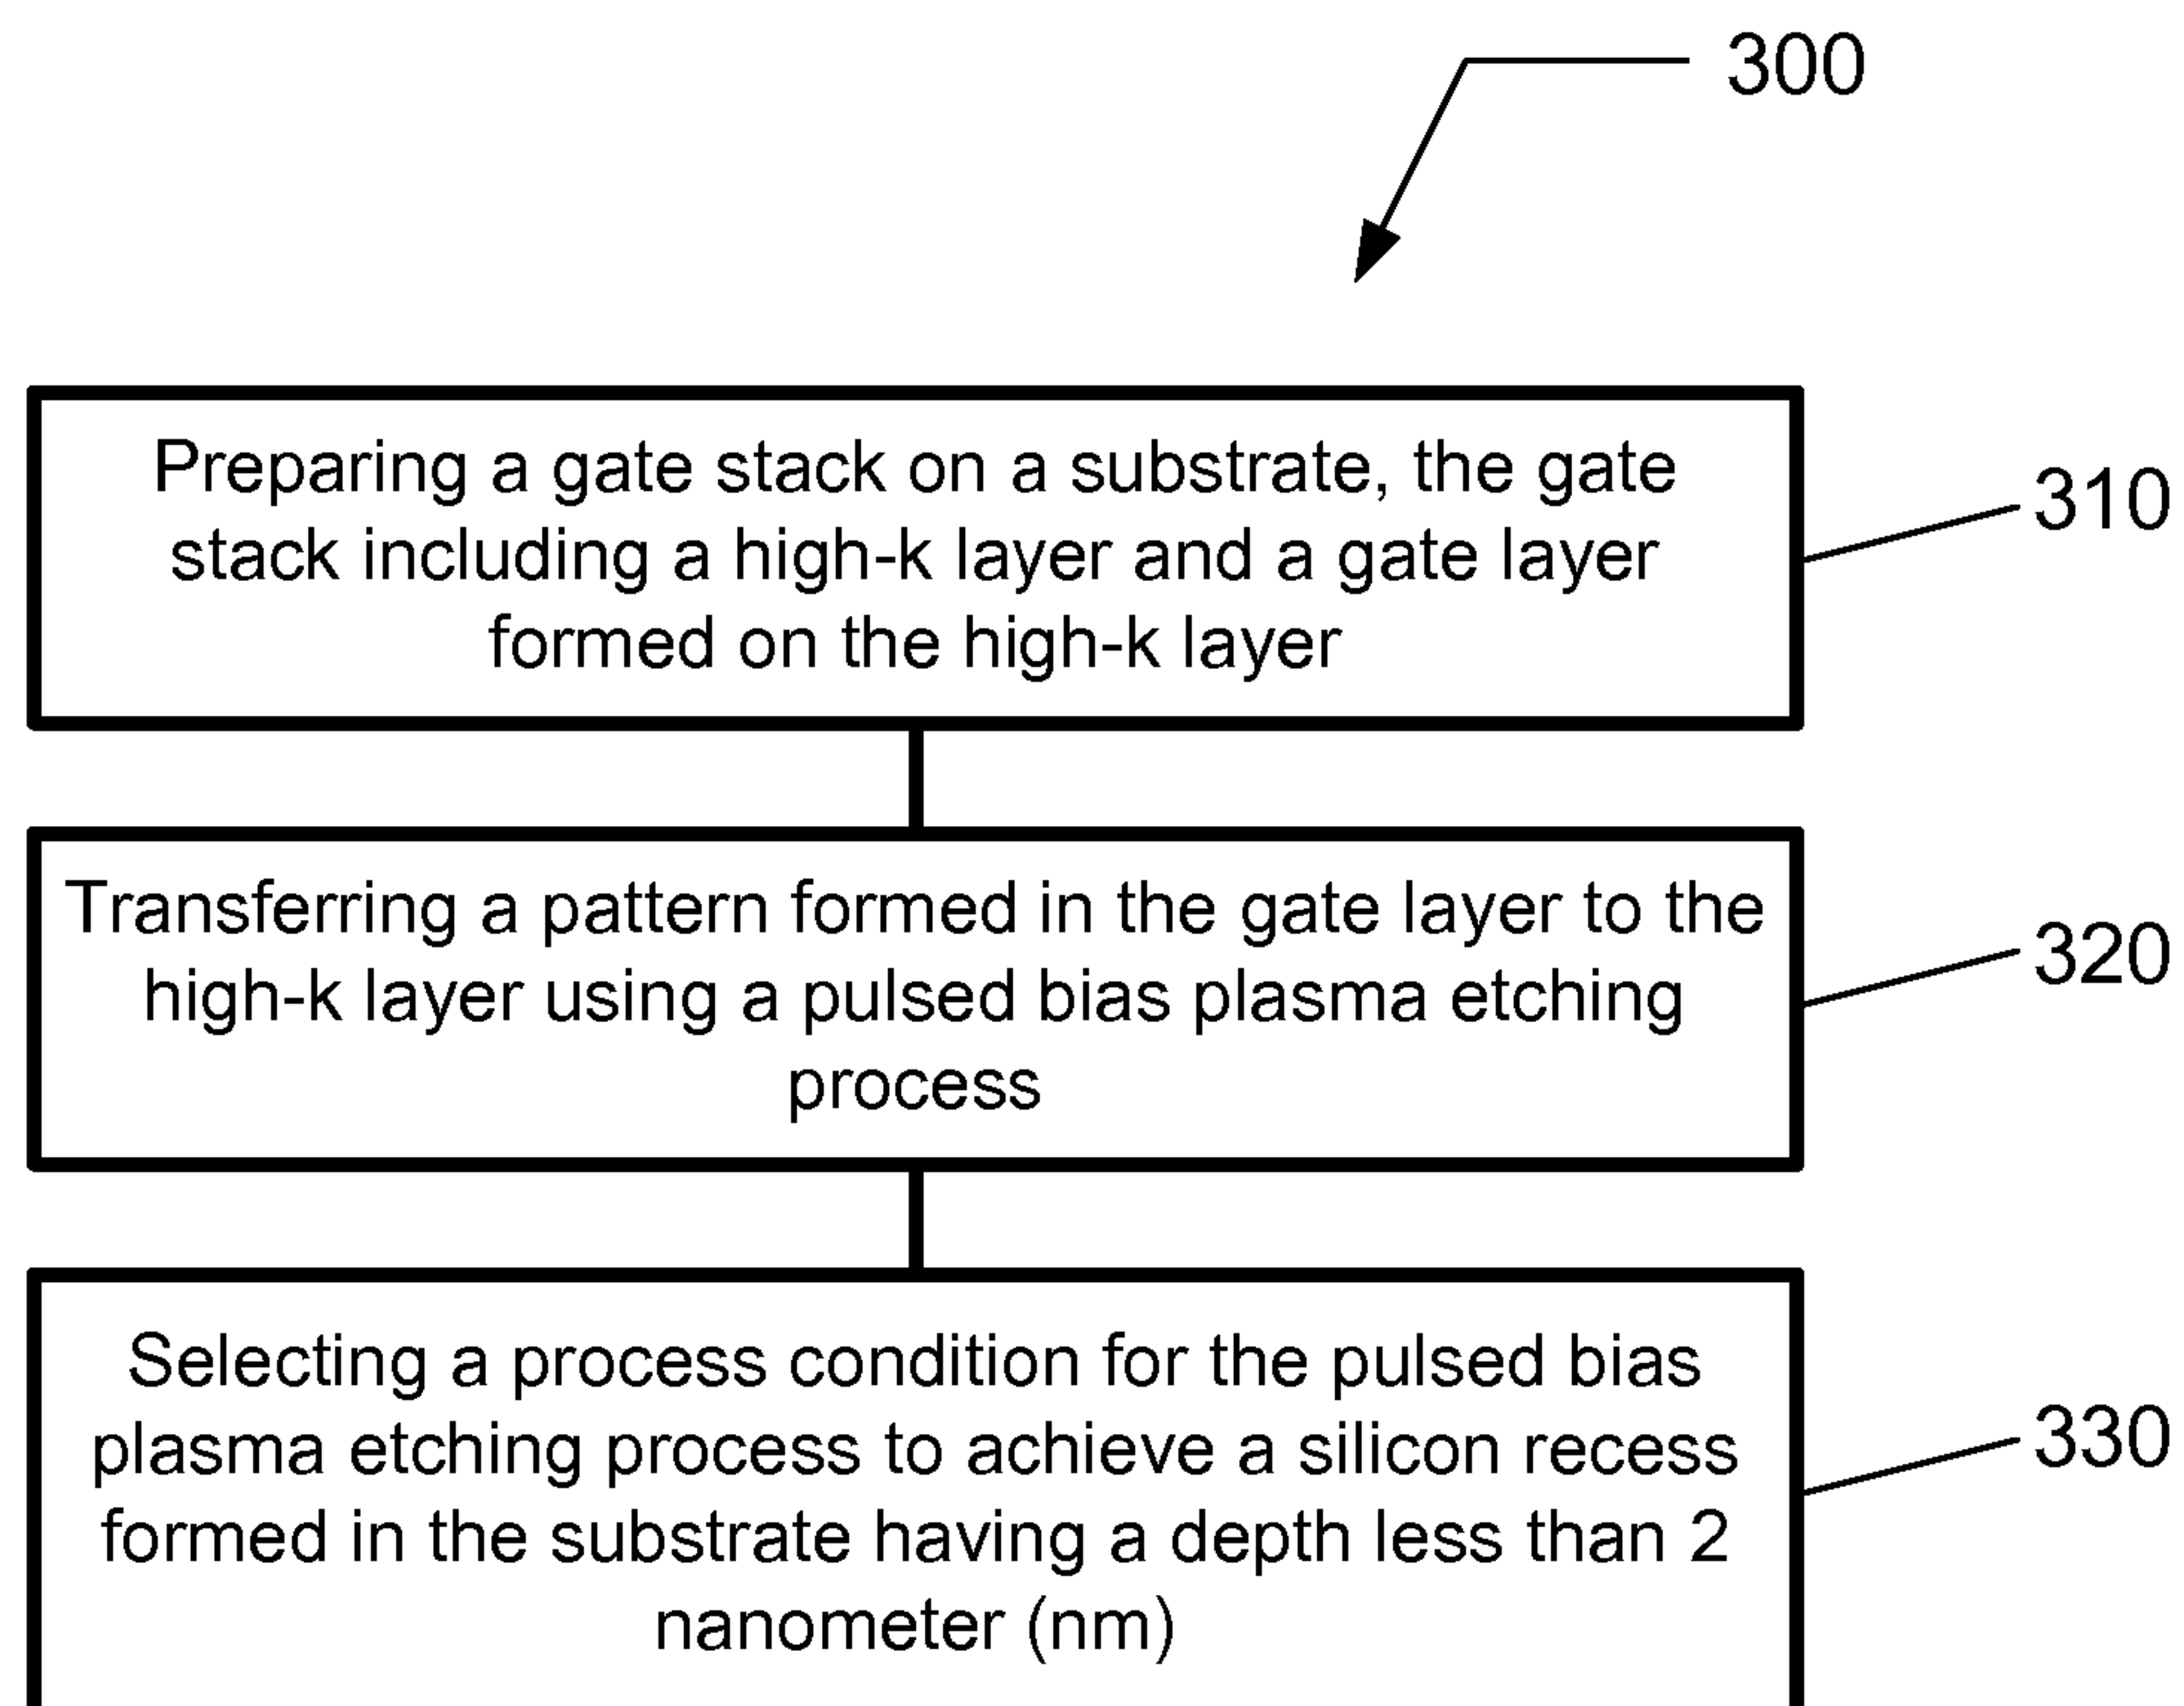 300
Preparing a gate stack on a substrate, the gate
stack including a high-k layer and a gate layer
formed on the high-k layer
310
Transferring a pattern formed in the gate layer to the
high-k layer using a pulsed bias plasma etching
process
320
Selecting a process condition for the pulsed bias
plasma etching process to achieve a silicon recess
formed in the substrate having a depth less than 2
nanometer (nm)
330